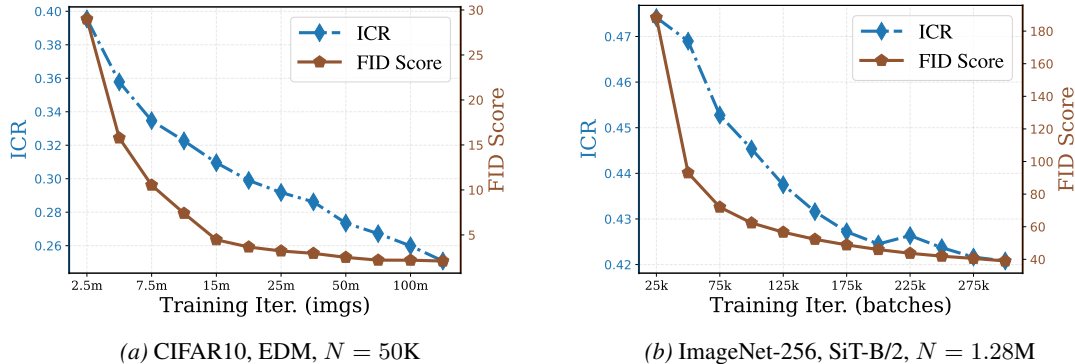 0.40
0.38
0.36
0.34
0.32
0.30
0.28
0.26
ICR
ICR
FID Score
30
25
20
15
10
5
FID Score
2.5m 7.5m 15m 25m 50m 100m
Training Iter. (imgs)
(a) CIFAR10, EDM, N = 50K
0.47
0.46
0.45
0.44
0.43
0.42
ICR
ICR
FID Score
180
160
140
120
100
80
60
40
FID Score
25k 75k 125k 175k 225k 275k
Training Iter. (batches)
(b) ImageNet-256, SiT-B/2, N = 1.28M